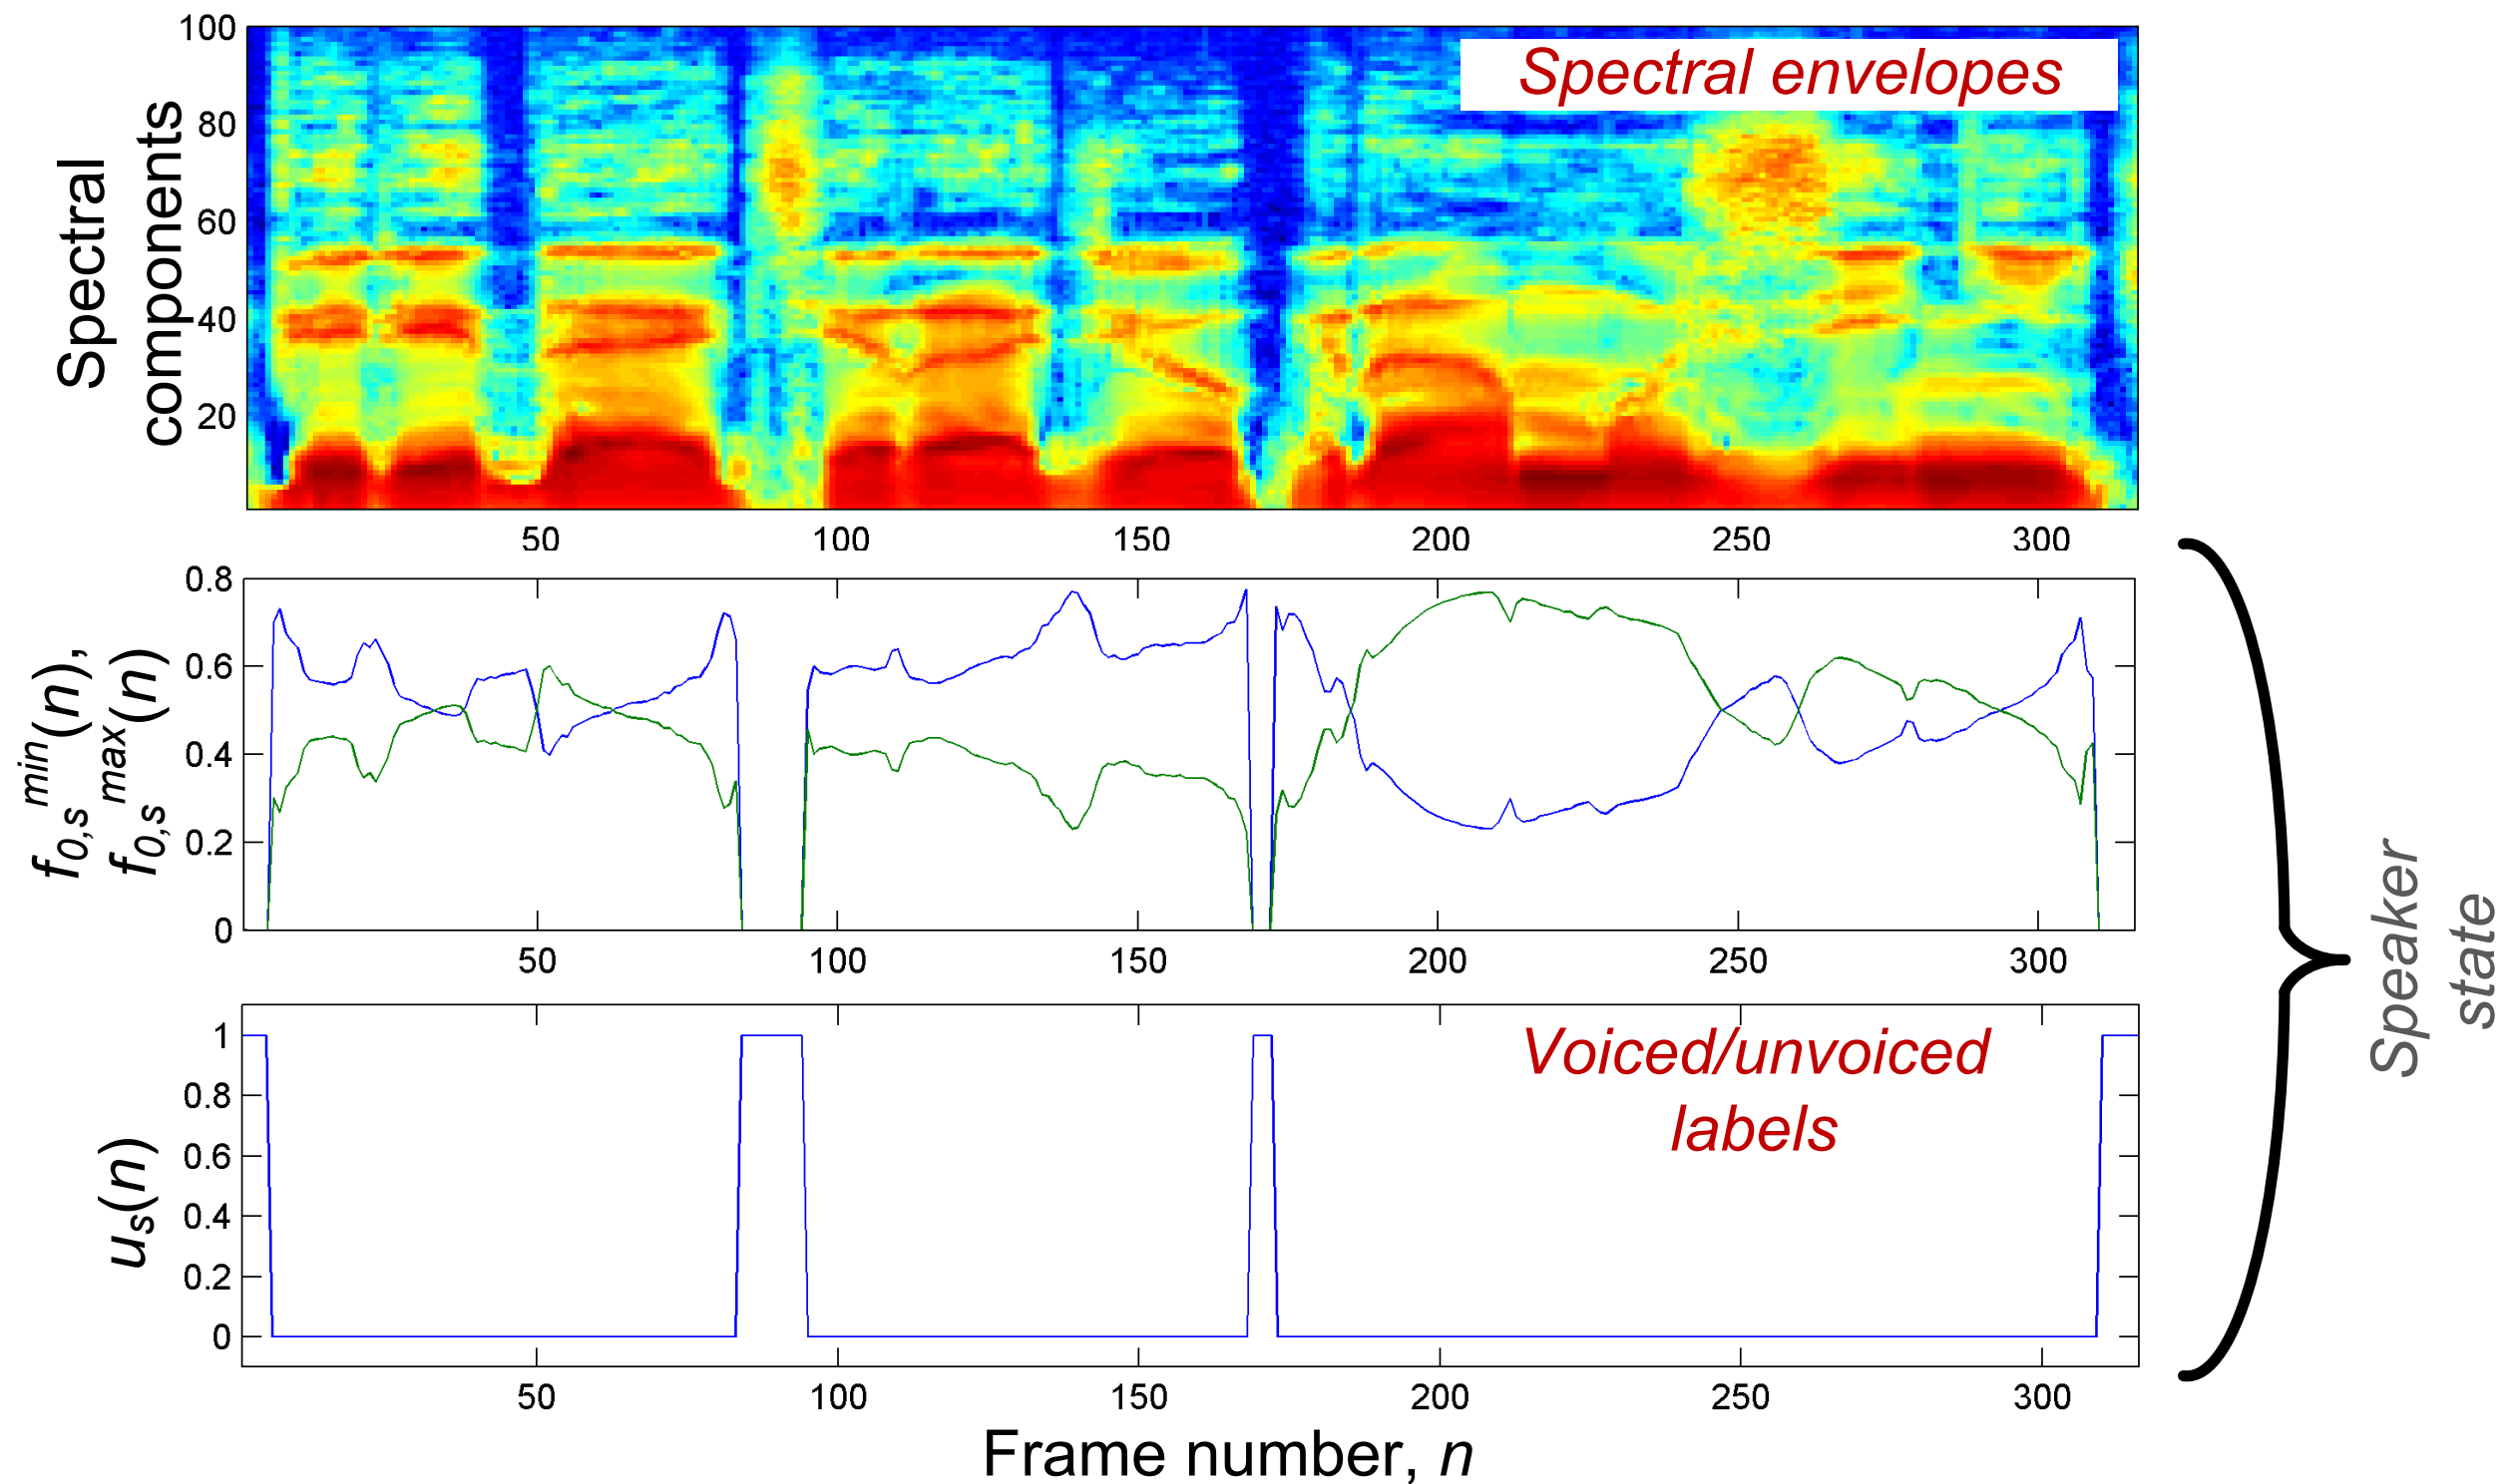 Spectral components
100
80
60
40
20
Spectral envelopes
50 100 150 200 250 300
f0,s min(n),
f0,s max(n)
0.8
0.6
0.4
0.2
0
50 100 150 200 250 300
us(n)
1
0.8
0.6
0.4
0.2
0
Voiced/unvoiced
labels
50 100 150 200 250 300
Frame number, n
Speaker
state